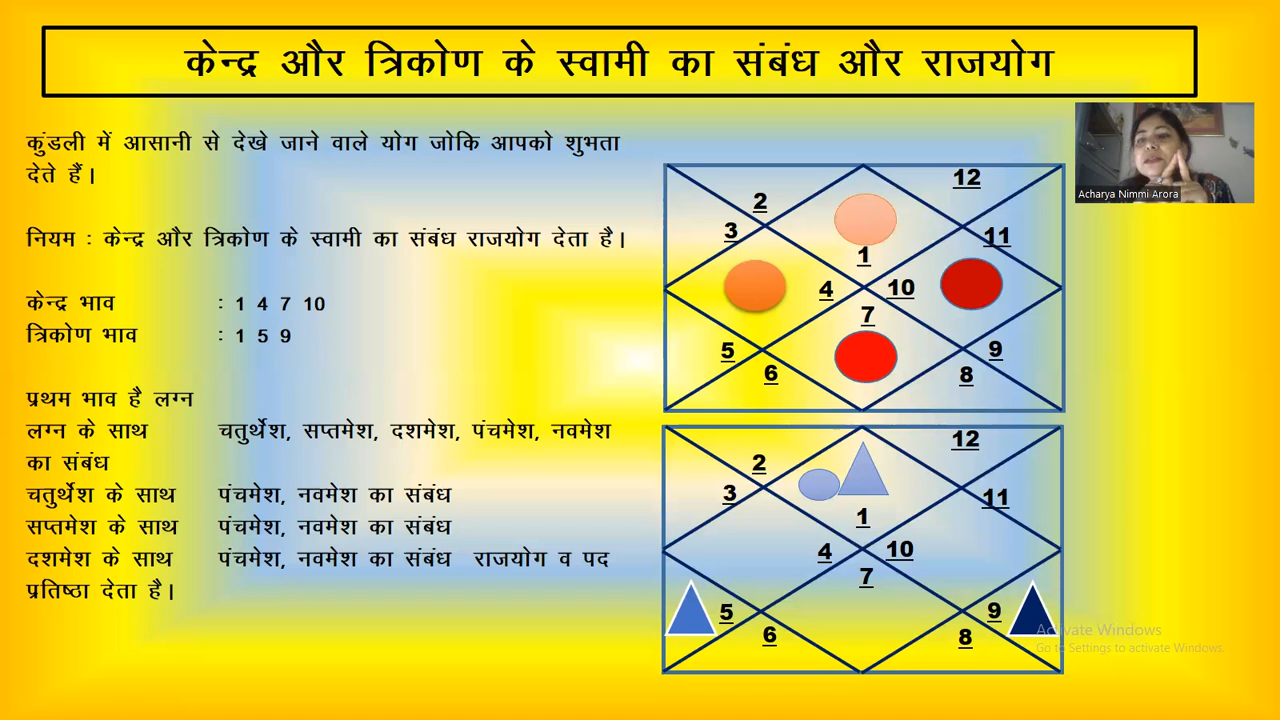 केन्द्र और त्रिकोण के स्वामी का संबंध और राजयोग
कुंडली में आसानी से देखे जाने वाले योग जोकि आपको शुभता
देते हैं।
नियम : केन्द्र और त्रिकोण के स्वामी का संबंध राजयोग देता है।
केन्द्र भाव : 1 4 7 10
त्रिकोण भाव : 1 5 9
प्रथम भाव है लग्न
लग्न के साथ चतुर्थेश, सप्तमेश, दशमेश, पंचमेश, नवमेश
का संबंध
चतुर्थेश के साथ पंचमेश, नवमेश का संबंध
सप्तमेश के साथ पंचमेश, नवमेश का संबंध
दशमेश के साथ पंचमेश, नवमेश का संबंध राजयोग व पद
प्रतिष्ठा देता है।
Acharya Nimmi Arora
12
2
3
11
1
4
10
7
5
9
6
8
12
2
3
11
1
4
10
7
5
9
6
8
Activate Windows
Go to Settings to activate Windows.